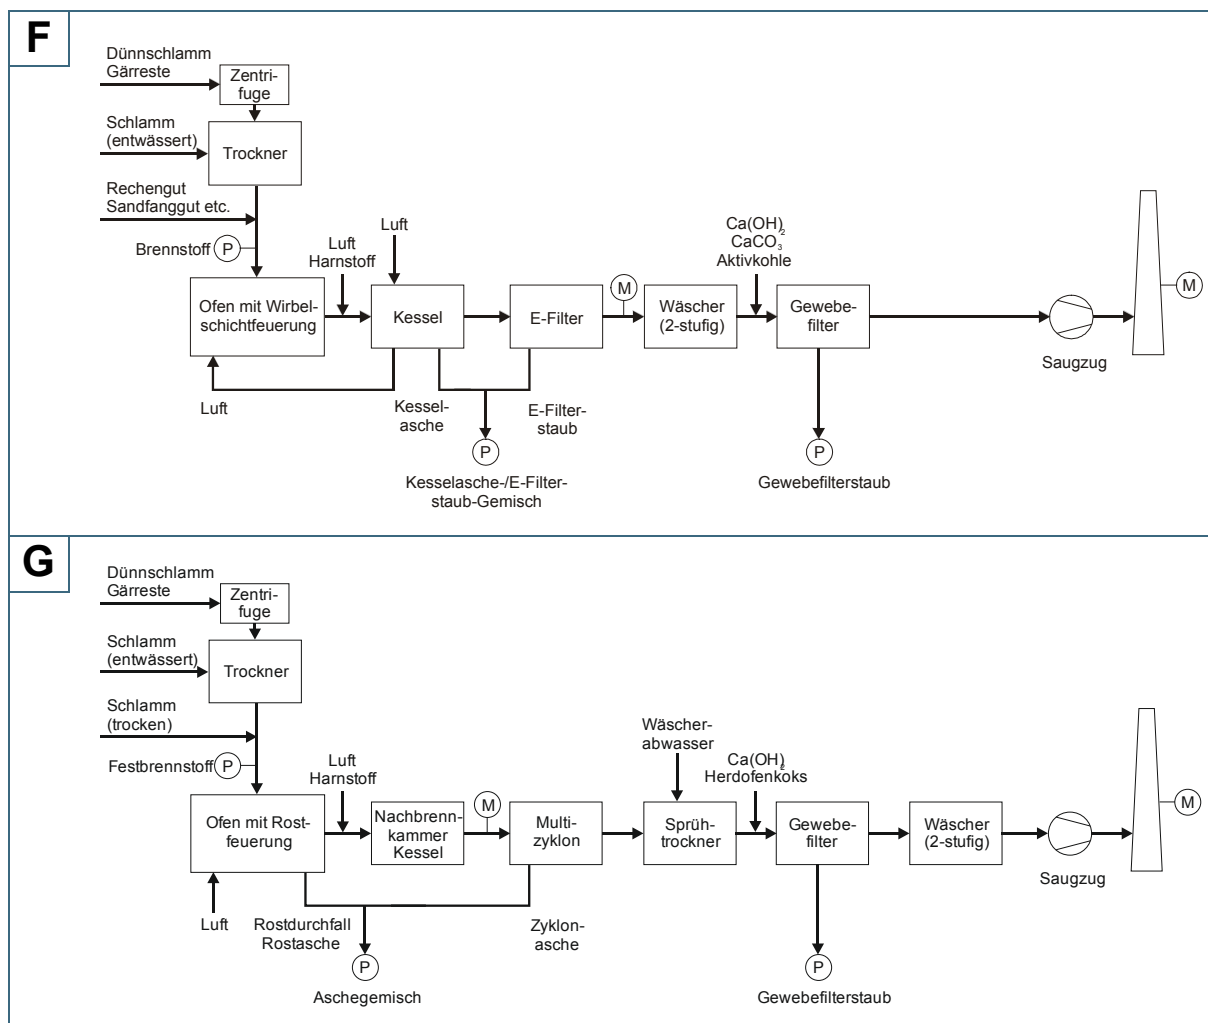 F
Dünnschlamm
Gärreste
Zentri-
fuge
Schlamm
(entwässert)
Trockner
Rechengut
Sandfanggut etc.
Brennstoff
P
Luft
Harnstoff
Luft
Ca(OH)2
CaCO3
Aktivkohle
M
M
Ofen mit Wirbel-
schichtfeuerung
Kessel
E-Filter
Wäscher
(2-stufig)
Gewebe-
filter
Saugzug
Luft
Kessel-
asche
E-Filter-
staub
P
P
Kesselasche-/E-Filter-
staub-Gemisch
Gewebefilterstaub
G
Dünnschlamm
Gärreste
Zentri-
fuge
Schlamm
(entwässert)
Trockner
Schlamm
(trocken)
Festbrennstoff
P
Luft
Harnstoff
Wäscher-
abwasser
Ca(OH)2
Herdofenkoks
M
M
Ofen mit Rost-
feuerung
Nachbrenn-
kammer
Kessel
Multi-
zyklon
Sprüh-
trockner
Gewebe-
filter
Wäscher
(2-stufig)
Saugzug
Luft
Rostdurchfall
Rostasche
Zyklon-
asche
P
P
Aschegemisch
Gewebefilterstaub